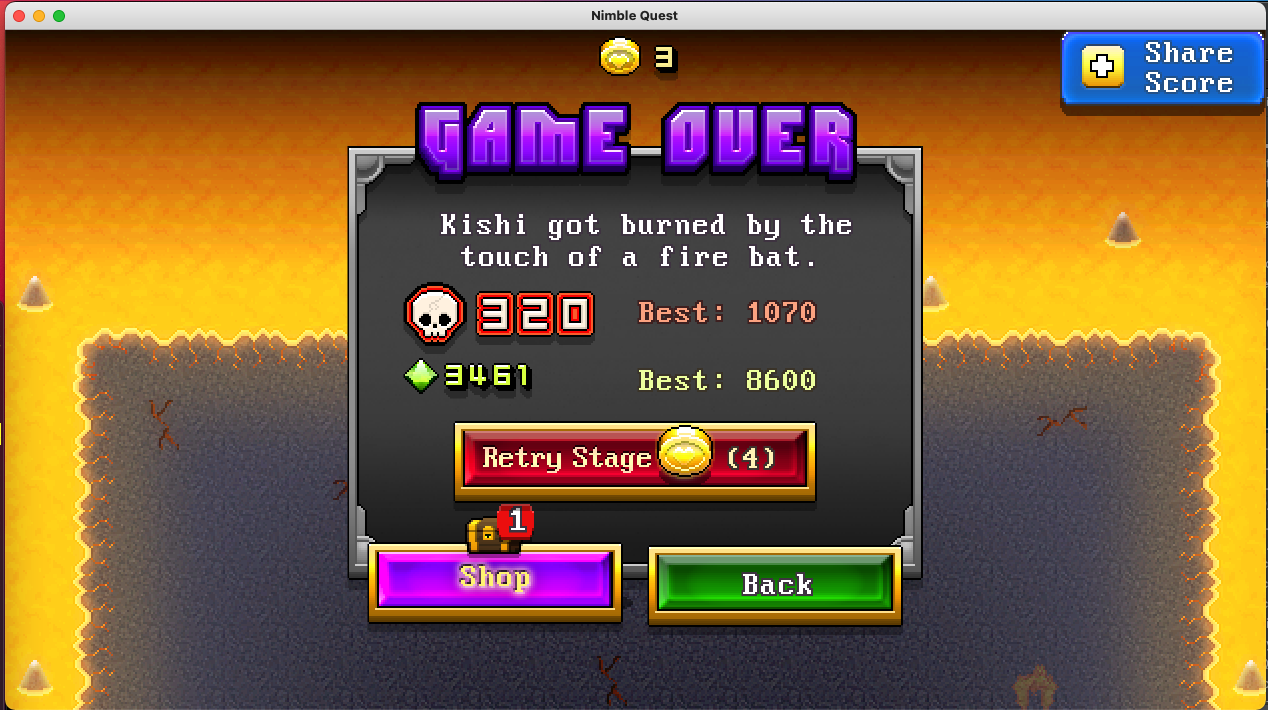 Nimble Quest
3
Share
Score
GAME OVER
Kishi got burned by the
touch of a fire bat.
320 Best: 1070
3461 Best: 8600
Retry Stage (4)
1
Shop
Back